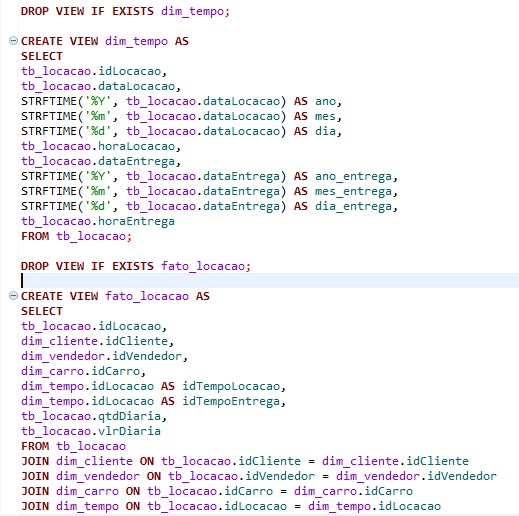 DROP VIEW IF EXISTS dim_tempo;
CREATE VIEW dim_tempo AS
SELECT
tb_locacao.idLocacao,
tb_locacao.dataLocacao,
STRFTIME('%Y', tb_locacao.dataLocacao) AS ano,
STRFTIME('%m', tb_locacao.dataLocacao) AS mes,
STRFTIME('%d', tb_locacao.dataLocacao) AS dia,
tb_locacao.horaLocacao,
tb_locacao.dataEntrega,
STRFTIME('%Y', tb_locacao.dataEntrega) AS ano_entrega,
STRFTIME('%m', tb_locacao.dataEntrega) AS mes_entrega,
STRFTIME('%d', tb_locacao.dataEntrega) AS dia_entrega,
tb_locacao.horaEntrega
FROM tb_locacao;
DROP VIEW IF EXISTS fato_locacao;
CREATE VIEW fato_locacao AS
SELECT
tb_locacao.idLocacao,
dim_cliente.idCliente,
dim_vendedor.idVendedor,
dim_carro.idCarro,
dim_tempo.idLocacao AS idTempoLocacao,
dim_tempo.idLocacao AS idTempoEntrega,
tb_locacao.qtdDiaria,
tb_locacao.vlrDiaria
FROM tb_locacao
JOIN dim_cliente ON tb_locacao.idCliente = dim_cliente.idCliente
JOIN dim_vendedor ON tb_locacao.idVendedor = dim_vendedor.idVendedor
JOIN dim_carro ON tb_locacao.idCarro = dim_carro.idCarro
JOIN dim_tempo ON tb_locacao.idLocacao = dim_tempo.idLocacao